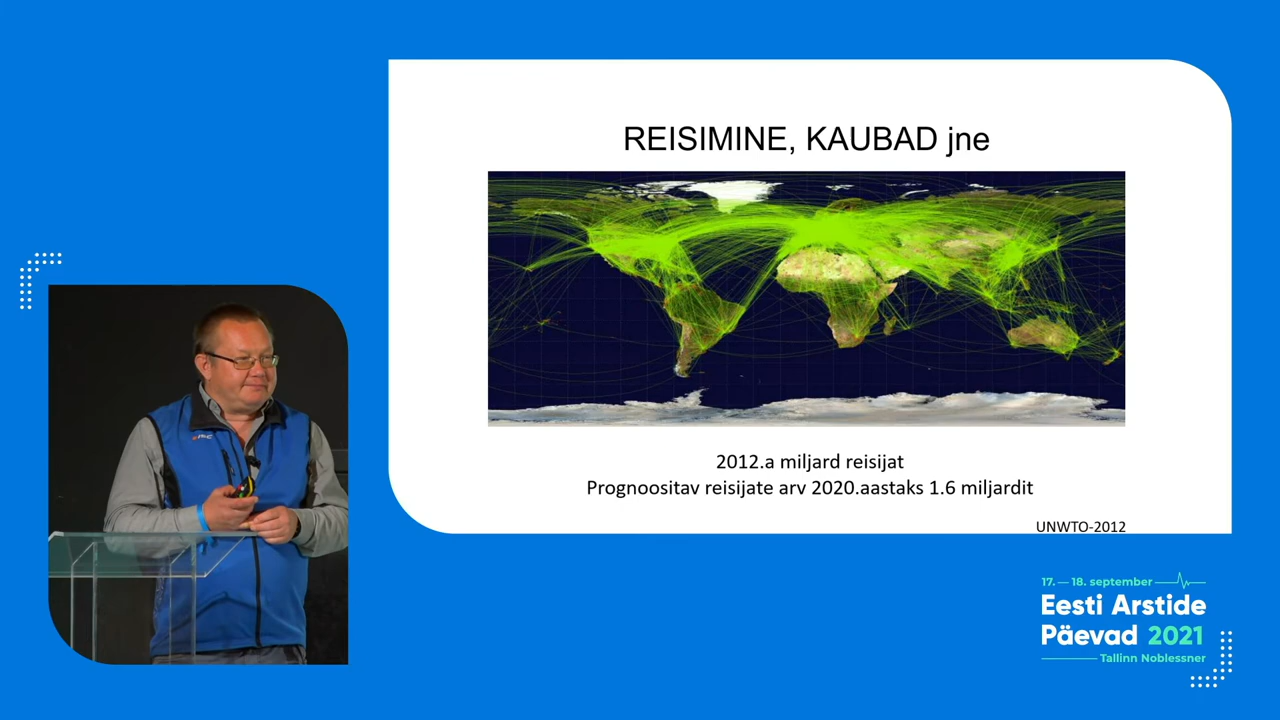 REISIMINE, KAUBAD jne
2012.a miljard reisijat
Prognoositav reisijate arv 2020.aastaks 1.6 miljardit
UNWTO-2012
17. — 18. september
Eesti Arstide
Päevad 2021
Tallinn Noblessner